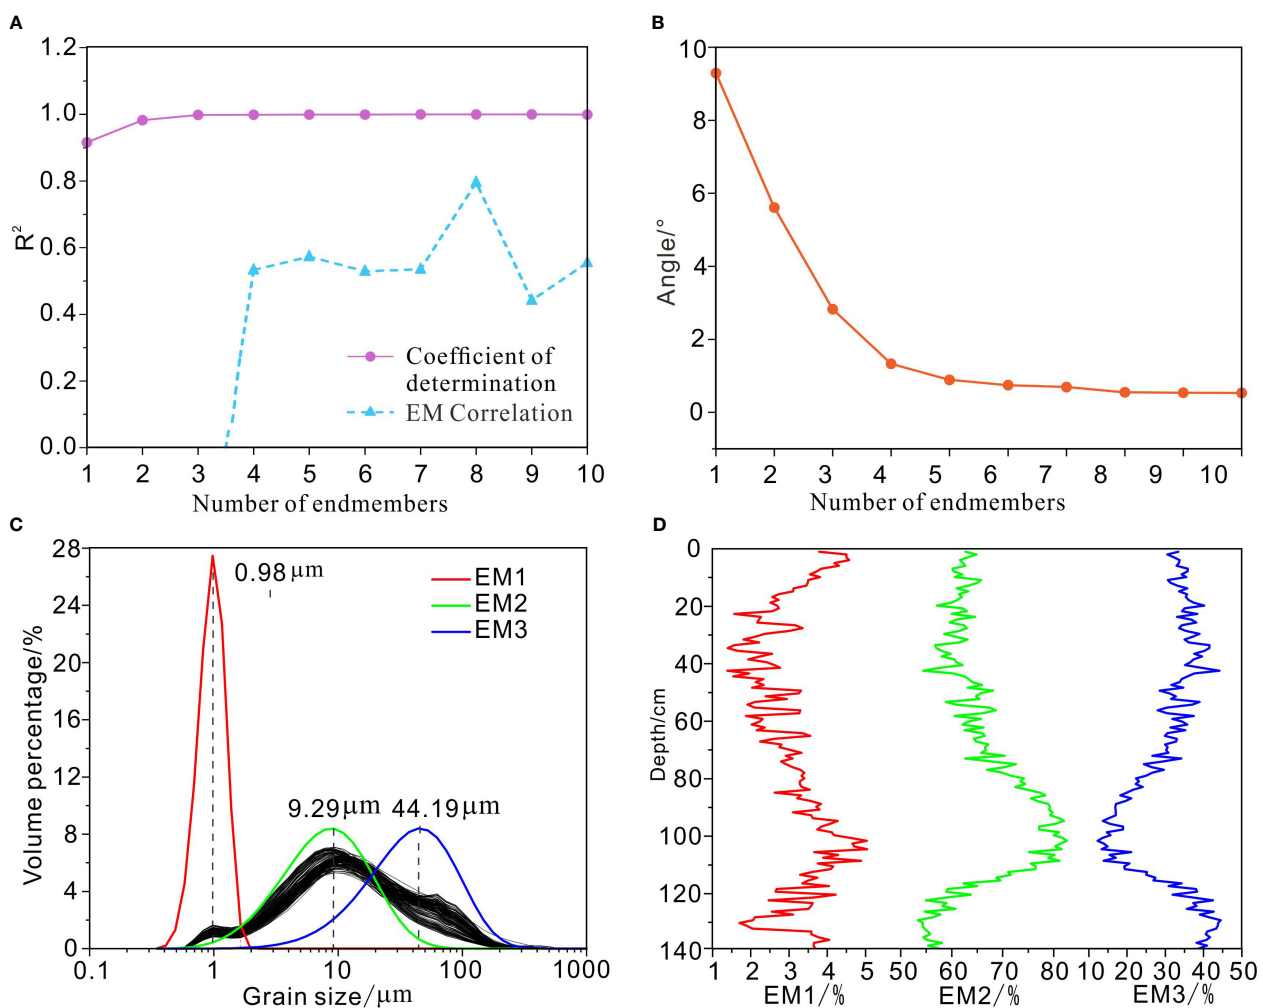 A
1.2
1.0
0.8
0.6
0.4
0.2
0.0
R²
Coefficient of
determination
EM Correlation
1 2 3 4 5 6 7 8 9 10
Number of endmembers
B
10
8
6
4
2
0
Angle/°
1 2 3 4 5 6 7 8 9 10
Number of endmembers
C
28
24
20
16
12
8
4
0
Volume percentage/%
0.98 μm
9.29μm
44.19μm
EM1
EM2
EM3
0.1 1 10 100 1000
Grain size/μm
D
0
20
40
60
80
100
120
140
Depth/cm
1 2 3 4 5 50 60 70 80 10 20 30 40 50
EM1/% EM2/% EM3/%